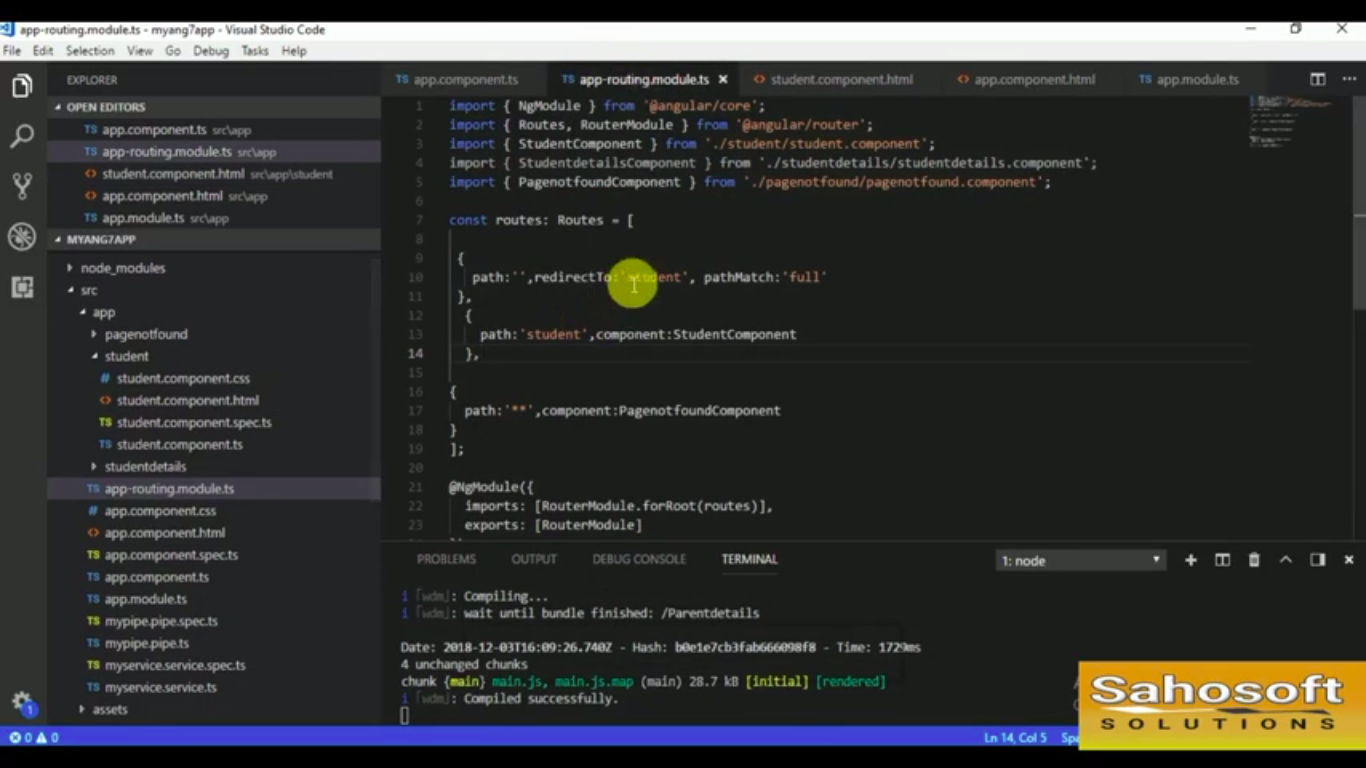 app-routing.module.ts - myang7app - Visual Studio Code
File Edit Selection View Go Debug Tasks Help
EXPLORER
OPEN EDITORS
TS app.component.ts src\app
TS app-routing.module.ts src\app
<> student.component.html src\app\student
<> app.component.html src\app
TS app.module.ts src\app
MYANG7APP
node_modules
src
app
pagenotfound
student
# student.component.css
<> student.component.html
TS student.component.spec.ts
TS student.component.ts
studentdetails
TS app-routing.module.ts
# app.component.css
<> app.component.html
TS app.component.spec.ts
TS app.component.ts
TS app.module.ts
TS mypipe.pipe.spec.ts
TS mypipe.pipe.ts
TS myservice.service.spec.ts
TS myservice.service.ts
assets
TS app.component.ts TS app-routing.module.ts × <> student.component.html <> app.component.html TS app.module.ts
1 import { NgModule } from '@angular/core';
2 import { Routes, RouterModule } from '@angular/router';
3 import { StudentComponent } from './student/student.component';
4 import { StudentdetailsComponent } from './studentdetails/studentdetails.component';
5 import { PagenotfoundComponent } from './pagenotfound/pagenotfound.component';
6
7 const routes: Routes = [
8
9 {
10 path:'',redirectTo:'student', pathMatch:'full'
11 },
12 {
13 path:'student',component:StudentComponent
14 },
15
16 {
17 path:'**',component:PagenotfoundComponent
18 }
19 ];
20
21 @NgModule({
22 imports: [RouterModule.forRoot(routes)],
23 exports: [RouterModule]
PROBLEMS OUTPUT DEBUG CONSOLE TERMINAL 1: node
i ｢wdm｣: Compiling...
i ｢wdm｣: wait until bundle finished: /Parentdetails
Date: 2018-12-03T16:09:26.740Z - Hash: b0e1e7cb3fab666098f8 - Time: 1729ms
4 unchanged chunks
chunk {main} main.js, main.js.map (main) 28.7 kB [initial] [rendered]
i ｢wdm｣: Compiled successfully.
1
0 0 Ln 14, Col 5
Sahosoft
SOLUTIONS